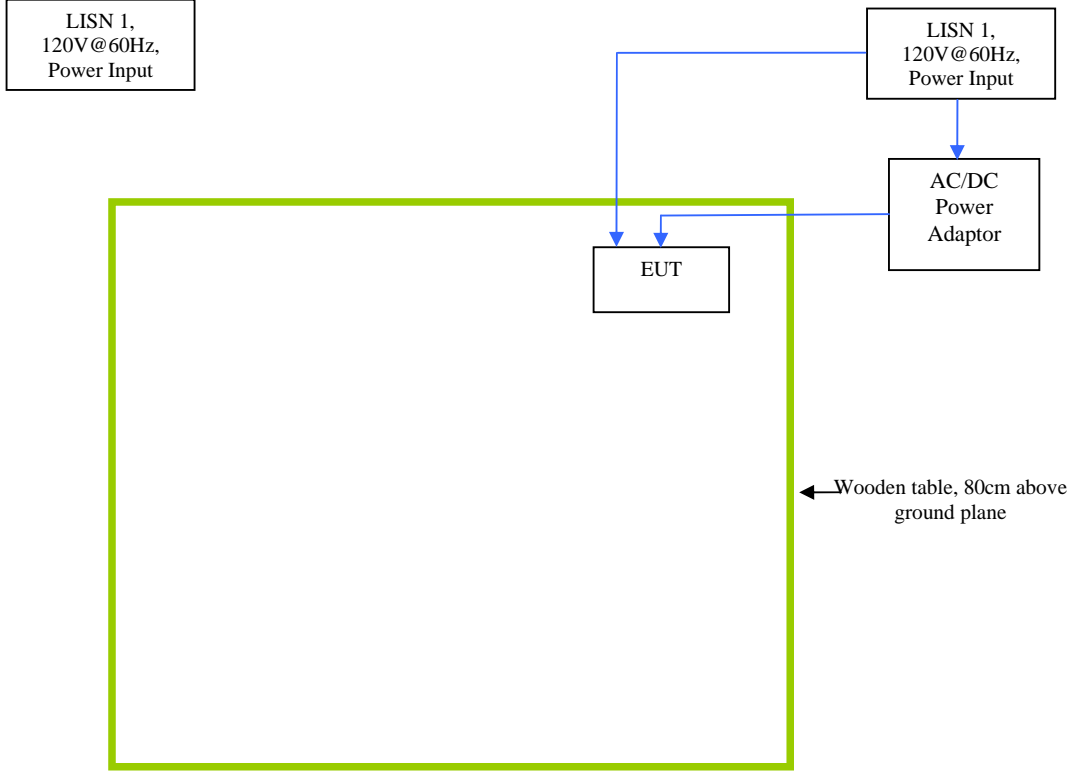 LISN 1,
120V@60Hz,
Power Input
LISN 1,
120V@60Hz,
Power Input
AC/DC
Power
Adaptor
EUT
Wooden table, 80cm above
ground plane